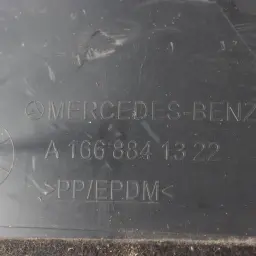 MERCEDES-BENZ
A 166 884 13 22
>PP/EPDM<